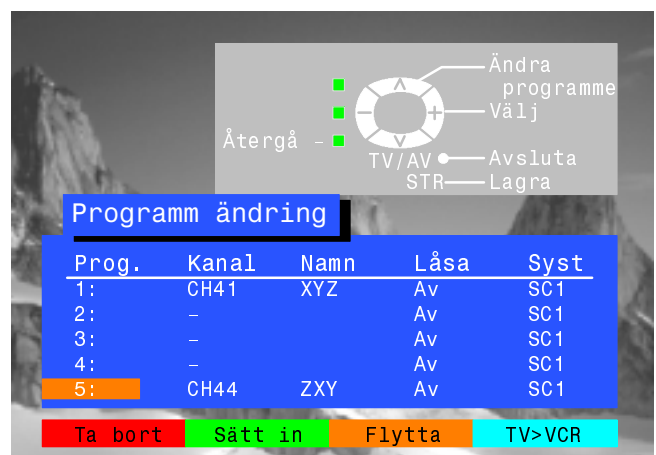 Ändra
programme
Välj
Återgå –
TV/AV Avsluta
STR Lagra
Programm ändring
Prog. Kanal Namn Låsa Syst
1: CH41 XYZ Av SC1
2: – Av SC1
3: – Av SC1
4: – Av SC1
5: CH44 ZXY Av SC1
Ta bort Sätt in Flytta TV>VCR